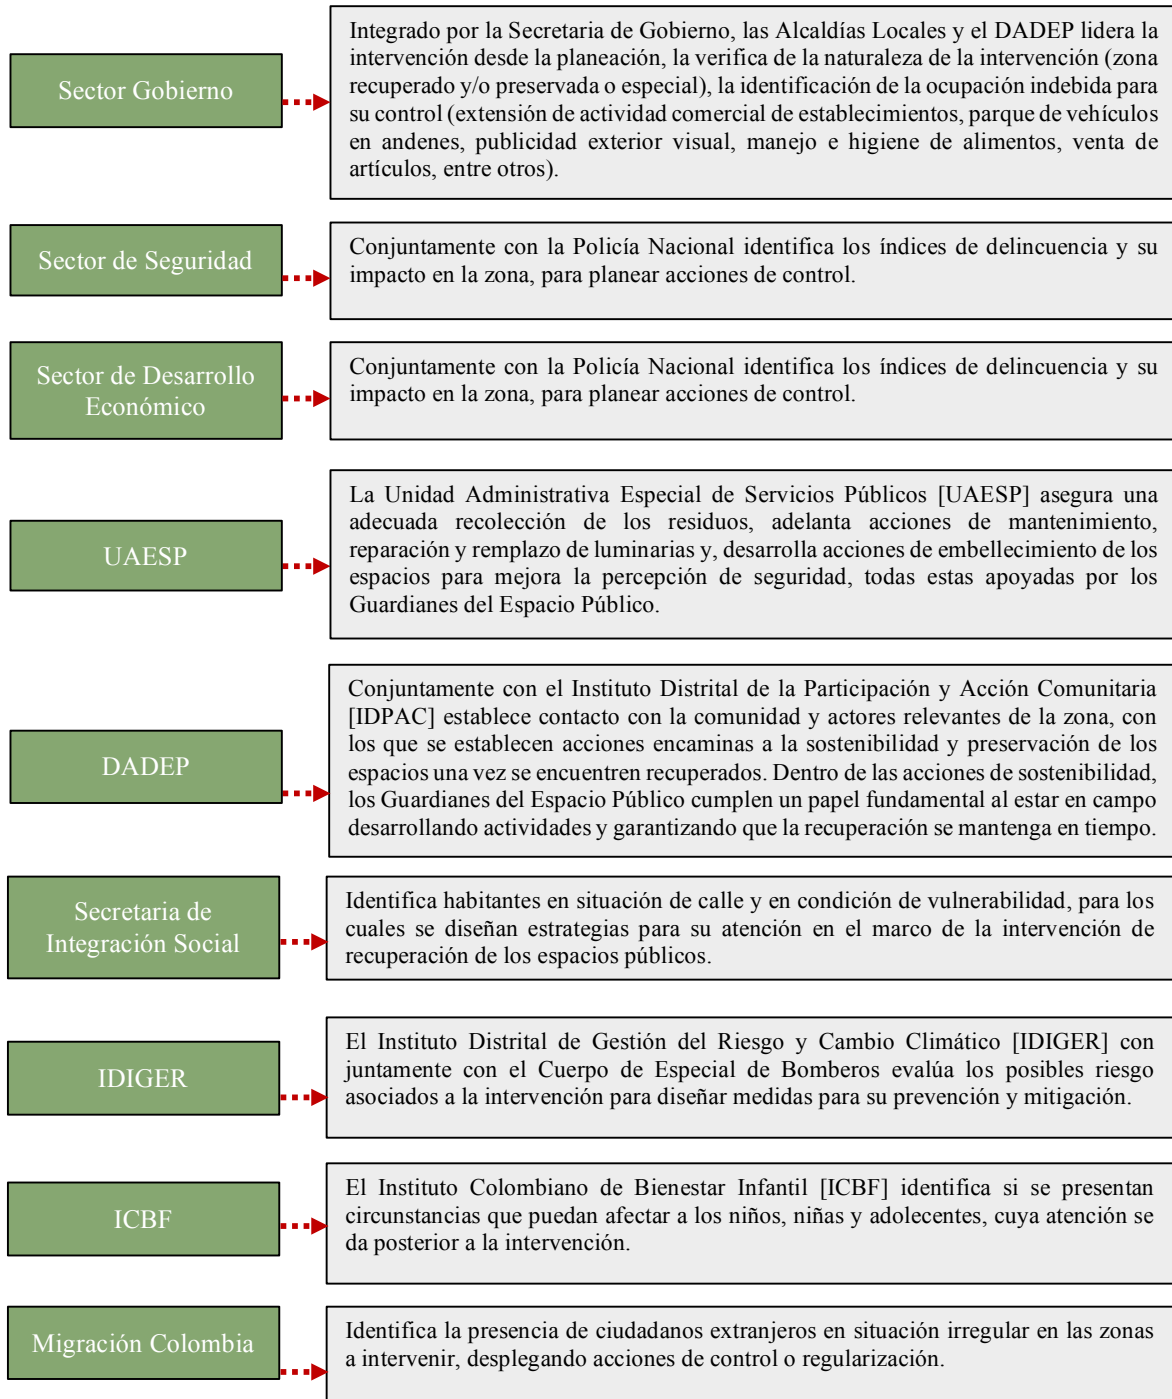 Sector Gobierno
Integrado por la Secretaria de Gobierno, las Alcaldías Locales y el DADEP lidera la
intervención desde la planeación, la verifica de la naturaleza de la intervención (zona
recuperado y/o preservada o especial), la identificación de la ocupación indebida para
su control (extensión de actividad comercial de establecimientos, parque de vehículos
en andenes, publicidad exterior visual, manejo e higiene de alimentos, venta de
artículos, entre otros).
Sector de Seguridad
Conjuntamente con la Policía Nacional identifica los índices de delincuencia y su
impacto en la zona, para planear acciones de control.
Sector de Desarrollo
Económico
Conjuntamente con la Policía Nacional identifica los índices de delincuencia y su
impacto en la zona, para planear acciones de control.
UAESP
La Unidad Administrativa Especial de Servicios Públicos [UAESP] asegura una
adecuada recolección de los residuos, adelanta acciones de mantenimiento,
reparación y remplazo de luminarias y, desarrolla acciones de embellecimiento de los
espacios para mejora la percepción de seguridad, todas estas apoyadas por los
Guardianes del Espacio Público.
DADEP
Conjuntamente con el Instituto Distrital de la Participación y Acción Comunitaria
[IDPAC] establece contacto con la comunidad y actores relevantes de la zona, con
los que se establecen acciones encaminas a la sostenibilidad y preservación de los
espacios una vez se encuentren recuperados. Dentro de las acciones de sostenibilidad,
los Guardianes del Espacio Público cumplen un papel fundamental al estar en campo
desarrollando actividades y garantizando que la recuperación se mantenga en tiempo.
Secretaria de
Integración Social
Identifica habitantes en situación de calle y en condición de vulnerabilidad, para los
cuales se diseñan estrategias para su atención en el marco de la intervención de
recuperación de los espacios públicos.
IDIGER
El Instituto Distrital de Gestión del Riesgo y Cambio Climático [IDIGER] con
juntamente con el Cuerpo de Especial de Bomberos evalúa los posibles riesgo
asociados a la intervención para diseñar medidas para su prevención y mitigación.
ICBF
El Instituto Colombiano de Bienestar Infantil [ICBF] identifica si se presentan
circunstancias que puedan afectar a los niños, niñas y adolecentes, cuya atención se
da posterior a la intervención.
Migración Colombia
Identifica la presencia de ciudadanos extranjeros en situación irregular en las zonas
a intervenir, desplegando acciones de control o regularización.